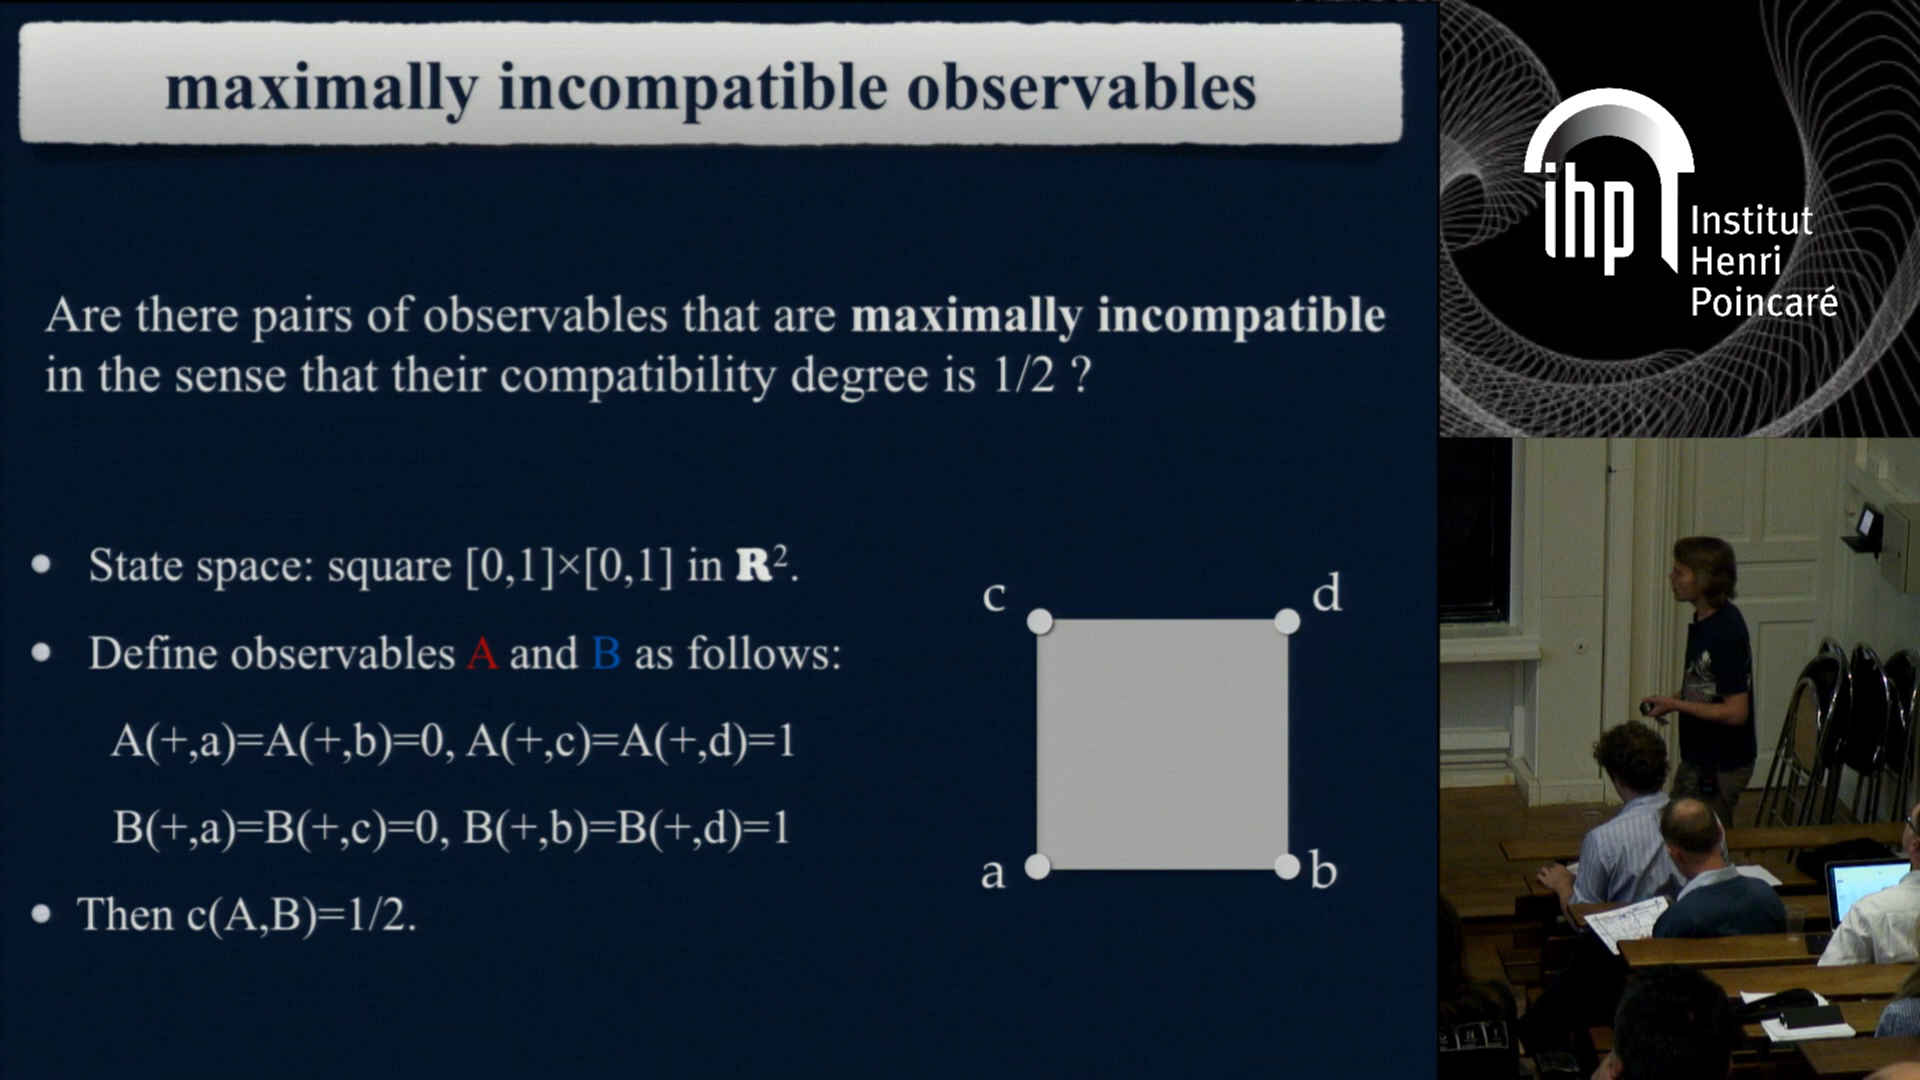 maximally incompatible observables
Are there pairs of observables that are maximally incompatible
in the sense that their compatibility degree is 1/2 ?
• State space: square [0,1]×[0,1] in R².
• Define observables A and B as follows:
A(+,a)=A(+,b)=0, A(+,c)=A(+,d)=1
B(+,a)=B(+,c)=0, B(+,b)=B(+,d)=1
• Then c(A,B)=1/2.
c
d
a
b
ihp
Institut
Henri
Poincaré